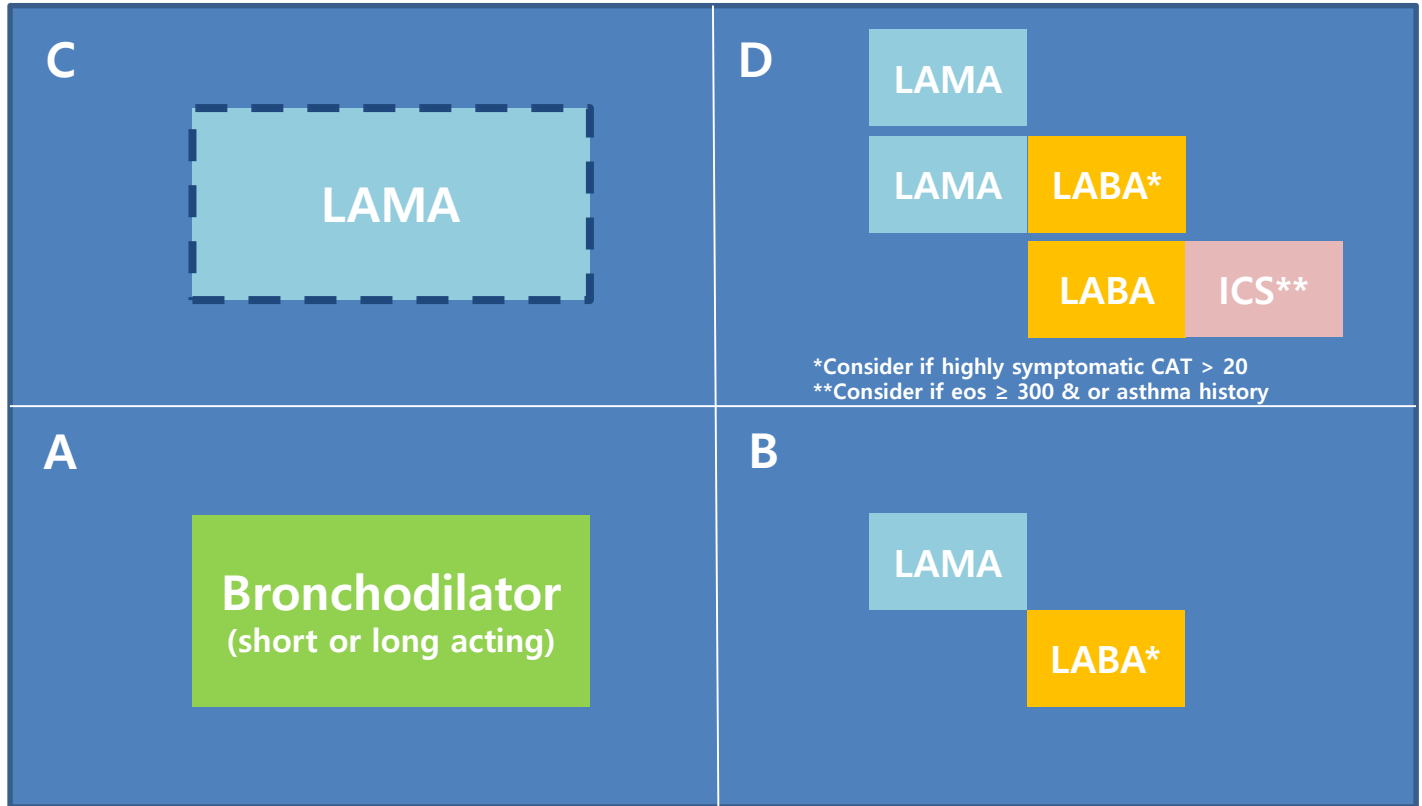 C
LAMA
D
LAMA
LAMA LABA*
LABA ICS**
*Consider if highly symptomatic CAT > 20
**Consider if eos ≥ 300 & or asthma history
A
Bronchodilator
(short or long acting)
B
LAMA
LABA*